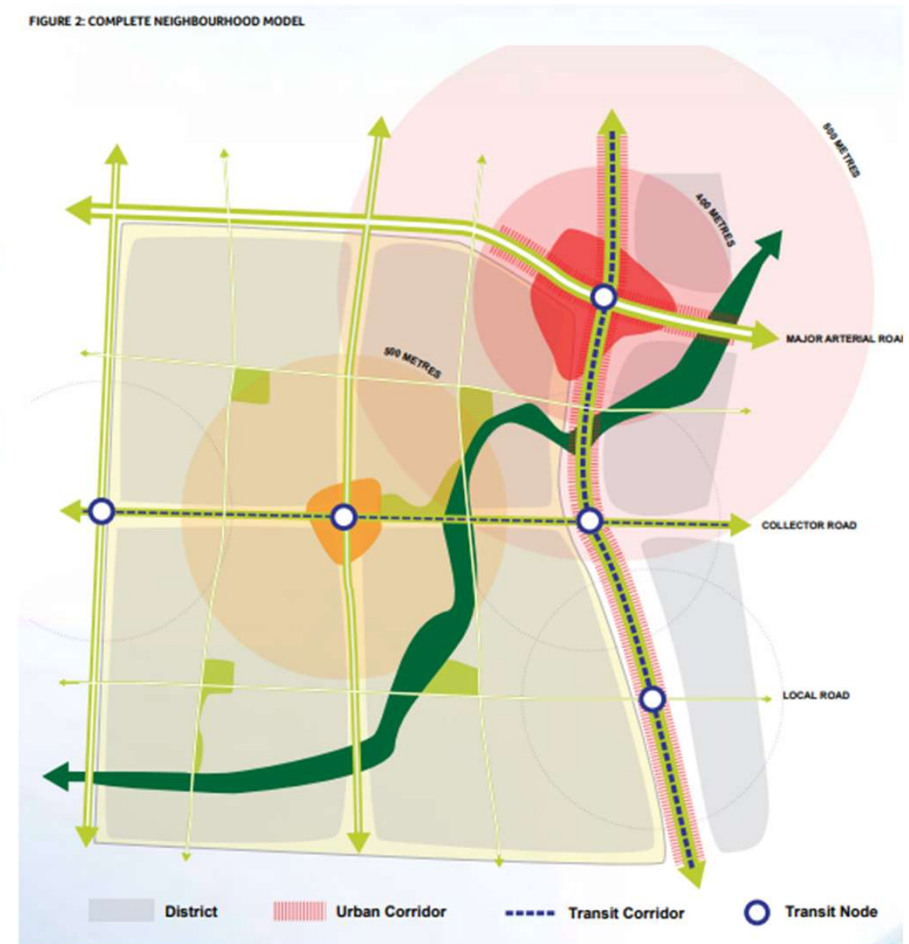 FIGURE 2: COMPLETE NEIGHBOURHOOD MODEL
800 METRES
400 METRES
MAJOR ARTERIAL ROA
500 METRES
COLLECTOR ROAD
LOCAL ROAD
District
Urban Corridor
Transit Corridor
Transit Node